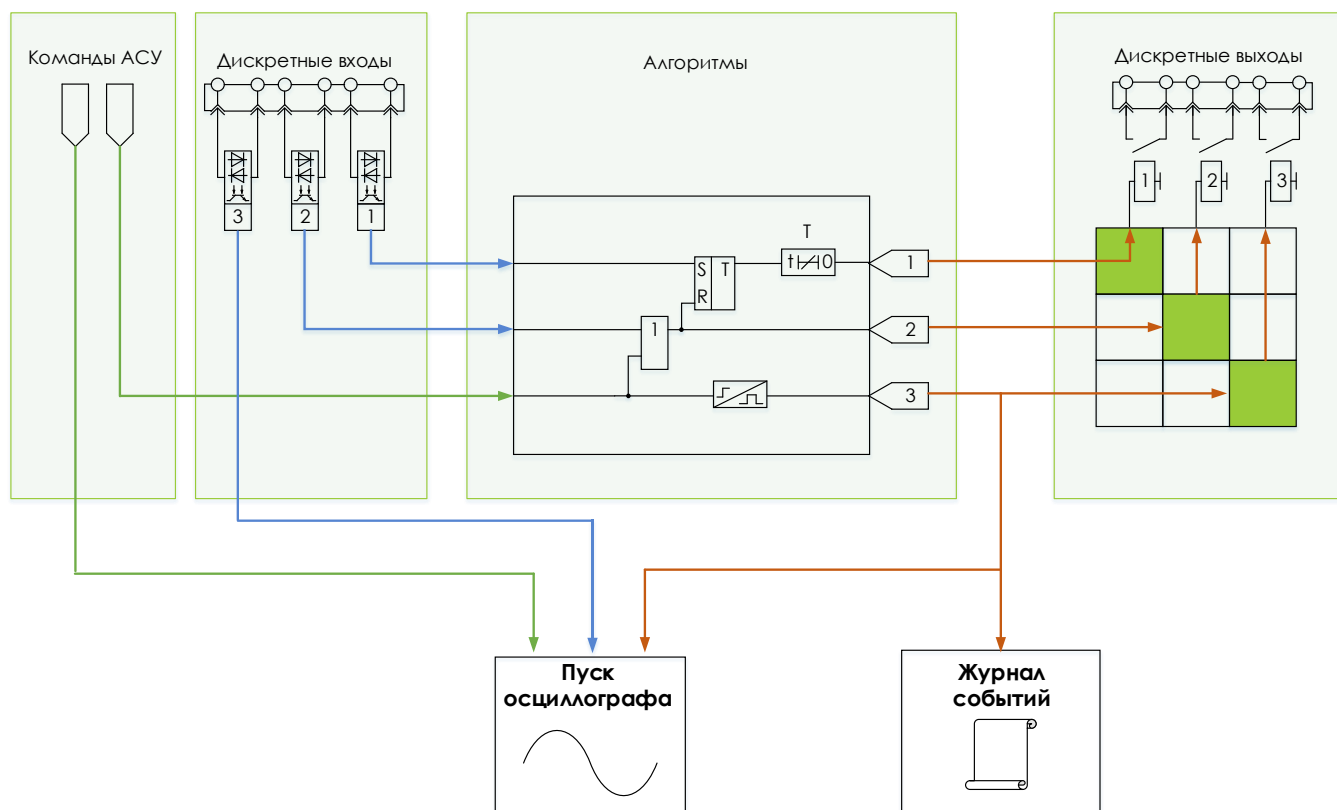 Команды АСУ
Дискретные входы
Алгоритмы
Дискретные выходы
3
2
1
1
2
3
T
S T
R
t 0
1
1
2
3
Пуск
осциллографа
Журнал
событий